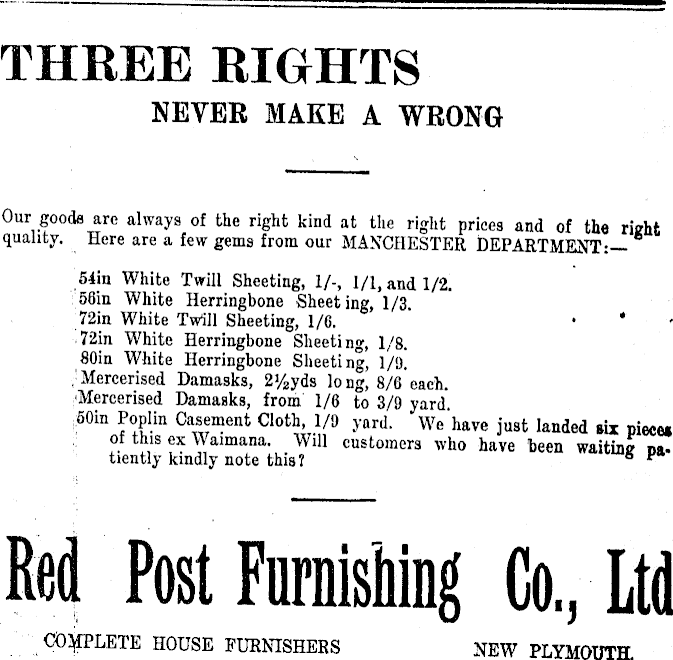 THREE RIGHTS
NEVER MAKE A WRONG
Our goods are always of the right kind at the right prices and of the right
quality. Here are a few gems from our MANCHESTER DEPARTMENT:—
54in White Twill Sheeting, 1/-, 1/1, and 1/2.
56in White Herringbone Sheeting, 1/3.
72in White Twill Sheeting, 1/6.
72in White Herringbone Sheeting, 1/8.
80in White Herringbone Sheeting, 1/9.
Mercerised Damasks, 2½yds long, 8/6 each.
Mercerised Damasks, from 1/6 to 3/9 yard.
50in Poplin Casement Cloth, 1/9 yard. We have just landed six pieces
of this ex Waimana. Will customers who have been waiting pa-
tiently kindly note this?
Red Post Furnishing Co., Ltd
COMPLETE HOUSE FURNISHERS NEW PLYMOUTH.